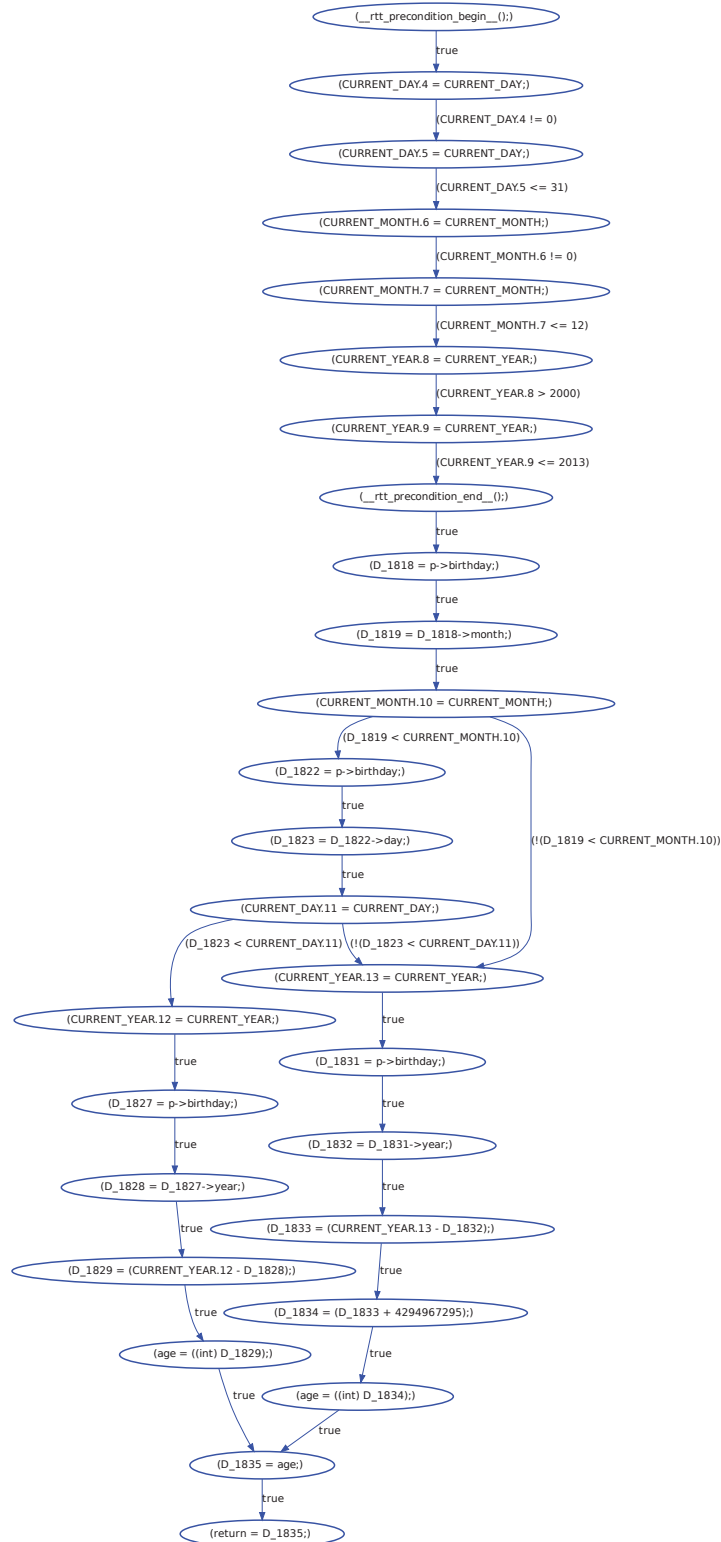 (__rtt_precondition_begin__();)
true
(CURRENT_DAY.4 = CURRENT_DAY;)
(CURRENT_DAY.4 != 0)
(CURRENT_DAY.5 = CURRENT_DAY;)
(CURRENT_DAY.5 <= 31)
(CURRENT_MONTH.6 = CURRENT_MONTH;)
(CURRENT_MONTH.6 != 0)
(CURRENT_MONTH.7 = CURRENT_MONTH;)
(CURRENT_MONTH.7 <= 12)
(CURRENT_YEAR.8 = CURRENT_YEAR;)
(CURRENT_YEAR.8 > 2000)
(CURRENT_YEAR.9 = CURRENT_YEAR;)
(CURRENT_YEAR.9 <= 2013)
(__rtt_precondition_end__();)
true
(D_1818 = p->birthday;)
true
(D_1819 = D_1818->month;)
true
(CURRENT_MONTH.10 = CURRENT_MONTH;)
(D_1819 < CURRENT_MONTH.10)
(D_1822 = p->birthday;)
true
(D_1823 = D_1822->day;)
(!(D_1819 < CURRENT_MONTH.10))
true
(CURRENT_DAY.11 = CURRENT_DAY;)
(D_1823 < CURRENT_DAY.11)
(!(D_1823 < CURRENT_DAY.11))
(CURRENT_YEAR.13 = CURRENT_YEAR;)
(CURRENT_YEAR.12 = CURRENT_YEAR;)
true
true
(D_1831 = p->birthday;)
(D_1827 = p->birthday;)
true
true
(D_1832 = D_1831->year;)
(D_1828 = D_1827->year;)
true
true
(D_1833 = (CURRENT_YEAR.13 - D_1832);)
(D_1829 = (CURRENT_YEAR.12 - D_1828);)
true
true
(D_1834 = (D_1833 + 4294967295);)
(age = ((int) D_1829);)
true
true
(age = ((int) D_1834);)
true
(D_1835 = age;)
true
(return = D_1835;)